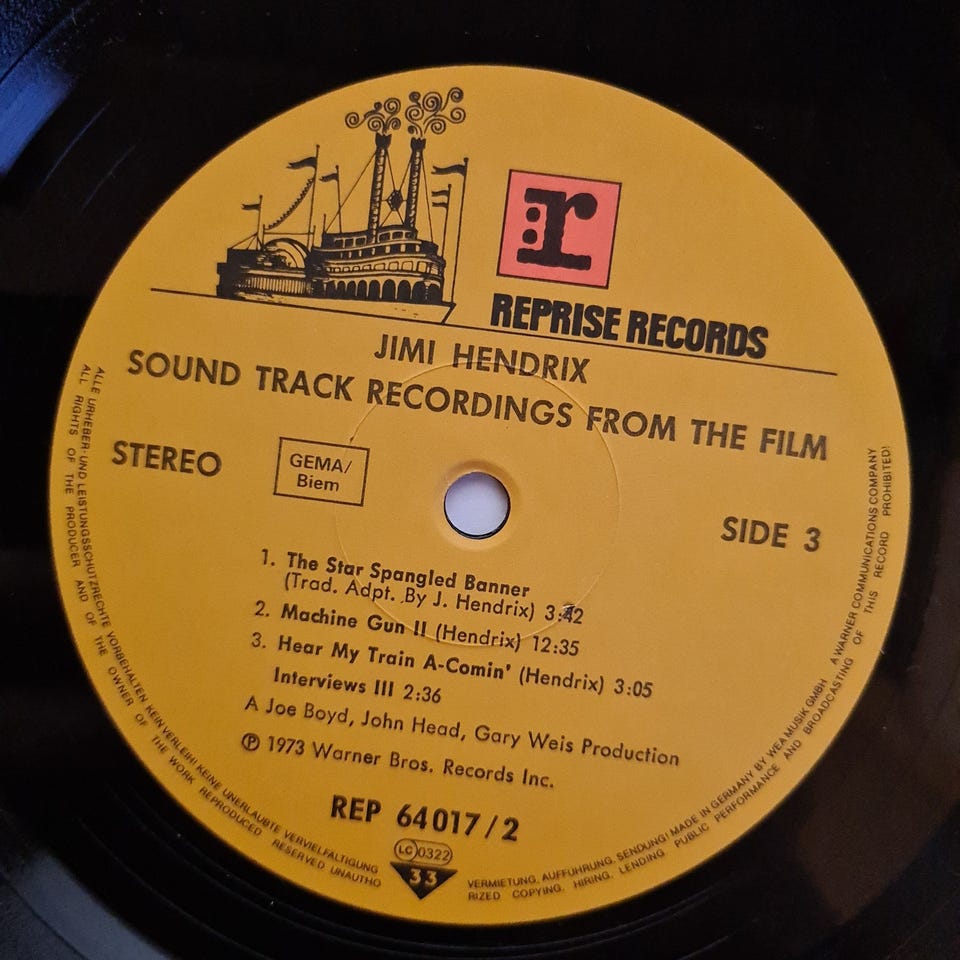 r
REPRISE RECORDS
JIMI HENDRIX
SOUND TRACK RECORDINGS FROM THE FILM
STEREO
GEMA/
Biem
SIDE 3
1. The Star Spangled Banner
(Trad. Adpt. By J. Hendrix) 3:42
2. Machine Gun II (Hendrix) 12:35
3. Hear My Train A-Comin' (Hendrix) 3:05
Interviews III 2:36
A Joe Boyd, John Head, Gary Weis Production
℗ 1973 Warner Bros. Records Inc.
REP 64017/2
LC 0322
33
ALLE URHEBER-UND LEISTUNGSSCHUTZRECHTE VORBEHALTEN KEIN VERLEIH! KEINE UNERLAUBTE VERVIELFÄLTIGUNG
VERMIETUNG, AUFFÜHRUNG, SENDUNG! MADE IN GERMANY BY WEA MUSIK GMBH A WARNER COMMUNICATIONS COMPANY
ALL RIGHTS OF THE PRODUCER AND OF THE OWNER OF THE WORK REPRODUCED RESERVED UNAUTHO
RIZED COPYING, HIRING, LENDING PUBLIC PERFORMANCE AND BROADCASTING OF THIS RECORD PROHIBITED!